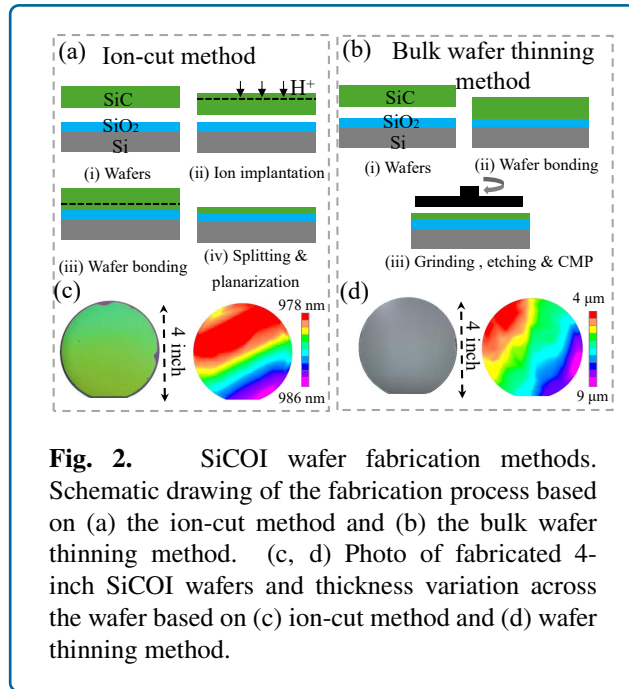 (a) Ion-cut method
SiC
SiO2
Si
(i) Wafers
H+
(ii) Ion implantation
(iii) Wafer bonding
(iv) Splitting &
planarization
(b) Bulk wafer thinning
method
SiC
SiO2
Si
(i) Wafers
(ii) Wafer bonding
(iii) Grinding , etching & CMP
(c)
4 inch
978 nm
986 nm
(d)
4 inch
4 μm
9 μm
Fig. 2. SiCOI wafer fabrication methods.
Schematic drawing of the fabrication process based
on (a) the ion-cut method and (b) the bulk wafer
thinning method. (c, d) Photo of fabricated 4-
inch SiCOI wafers and thickness variation across
the wafer based on (c) ion-cut method and (d) wafer
thinning method.